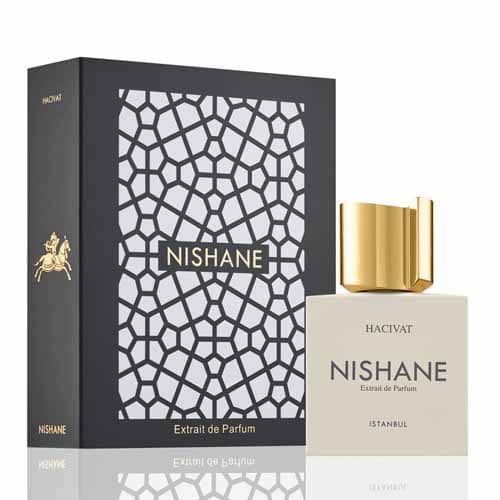 HACIVAT
NISHANE
Extrait de Parfum
NISHANE
HACIVAT
NISHANE
Extrait de Parfum
ISTANBUL